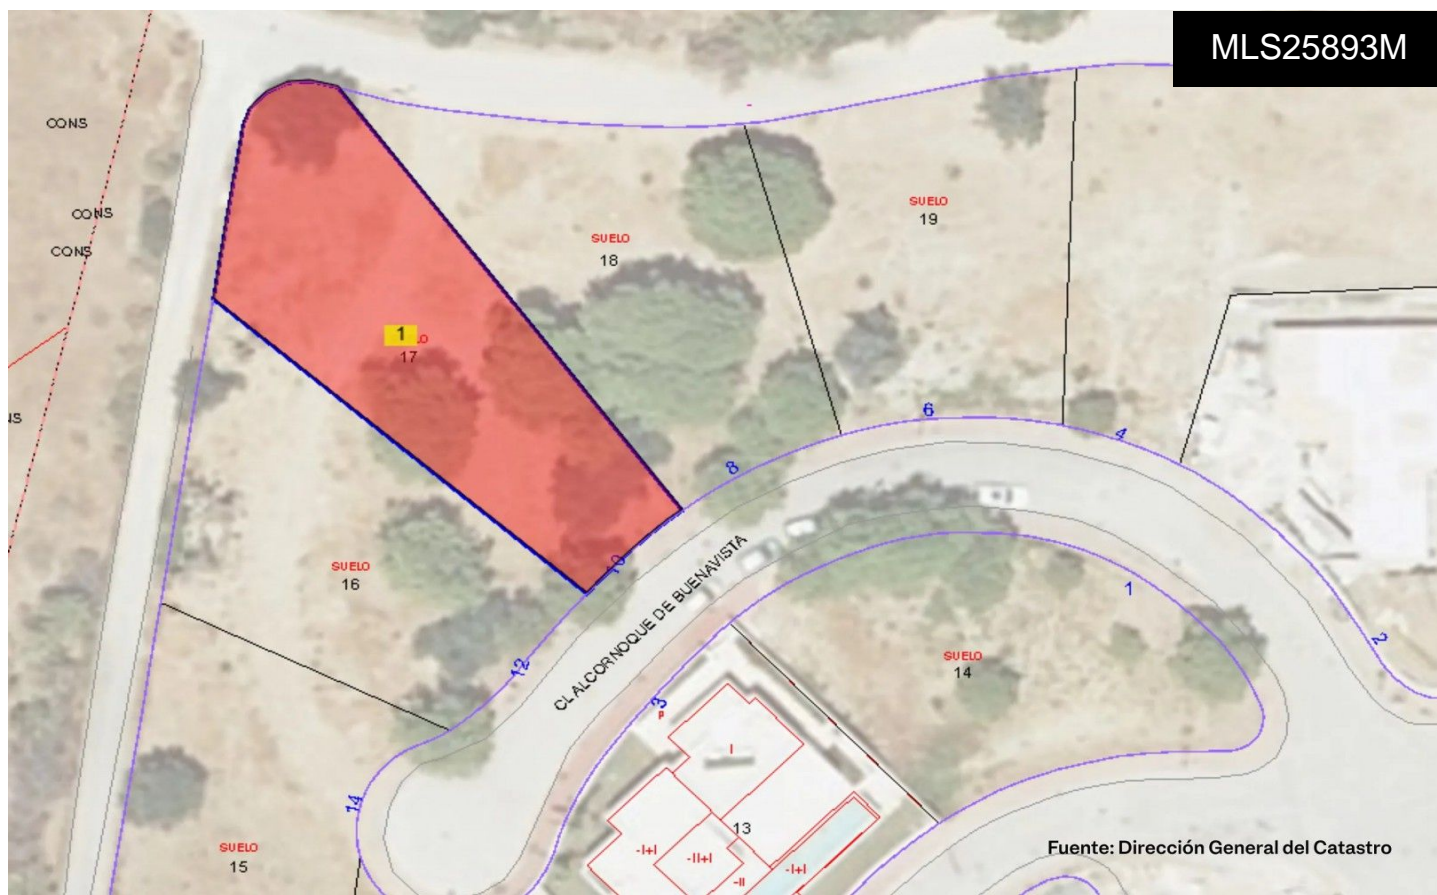 MLS25893M
CONS
CONS
CONS
SUELO
19
SUELO
18
1
17
6
4
8
10
CL ALCORNOQUE DE BUENAVISTA
SUELO
16
1
12
2
SUELO
14
3
P
I
14
13
SUELO
15
-I+I
-II+I
-I+I
-II
Fuente: Dirección General del Catastro